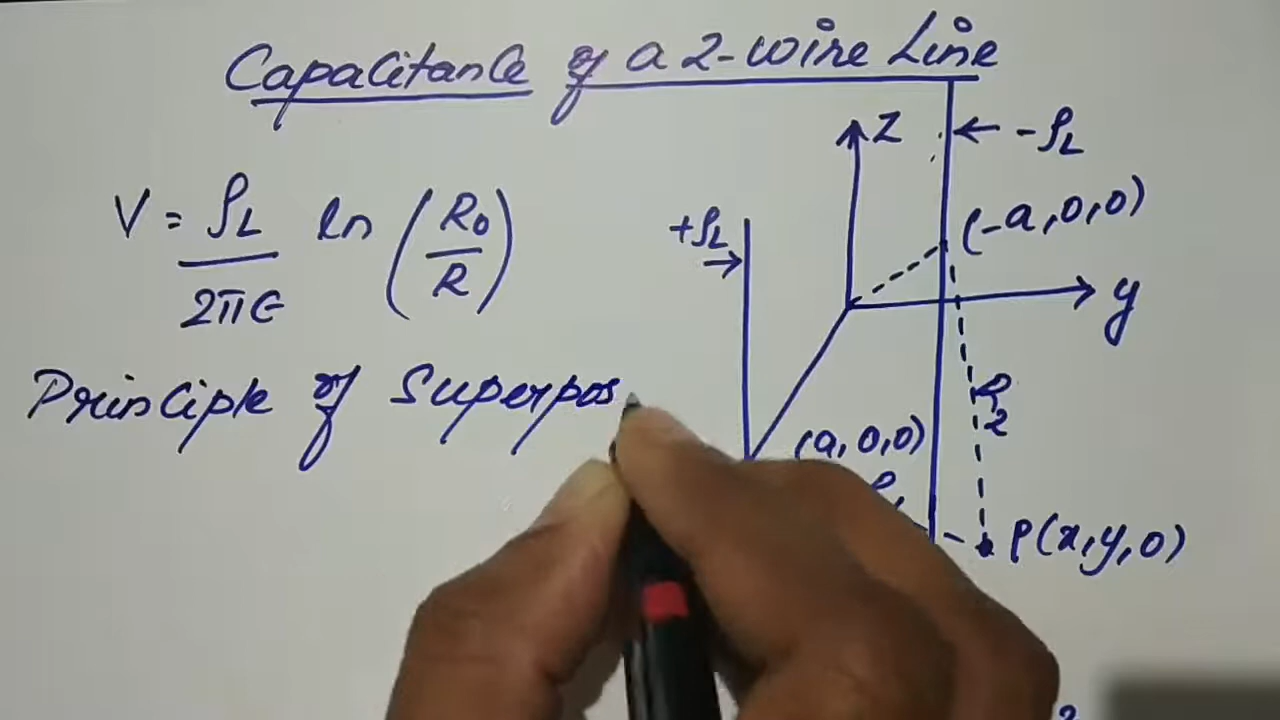 Capacitance of a 2-wire Line
V = ρL/2πϵ ln (R0/R)
Principle of Superpos
Z
-ρL
+ρL
(-a, 0, 0)
y
R2
(a, 0, 0)
P(x, y, 0)